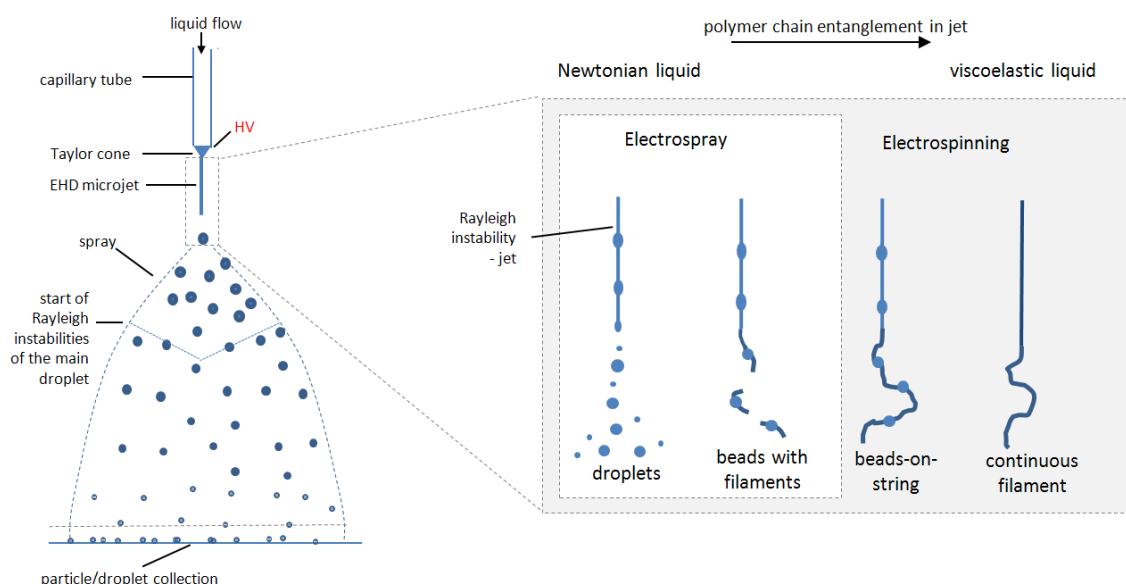 liquid flow
capillary tube
HV
Taylor cone
EHD microjet
spray
start of
Rayleigh
instabilities
of the main
droplet
particle/droplet collection
polymer chain entanglement in jet
Newtonian liquid
viscoelastic liquid
Electrospray
Electrospinning
Rayleigh
instability
- jet
droplets
beads with
filaments
beads-on-
string
continuous
filament